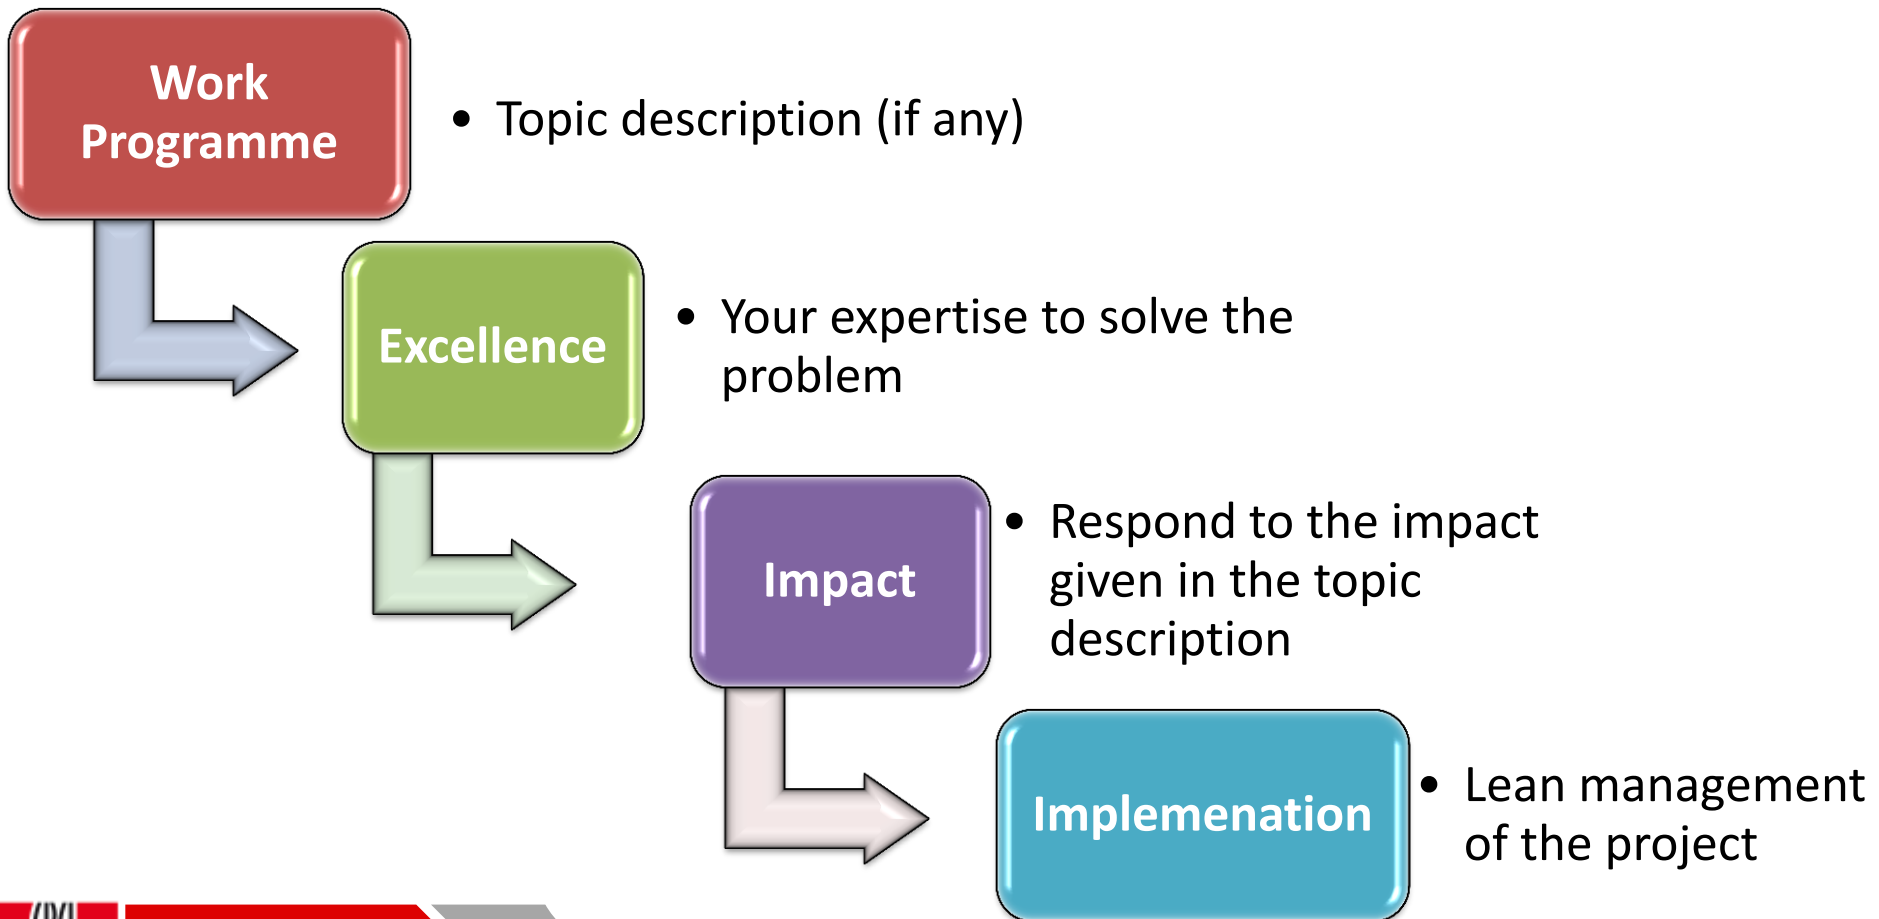 Work
Programme
• Topic description (if any)
Excellence
• Your expertise to solve the
problem
Impact
• Respond to the impact
given in the topic
description
Implemenation
• Lean management
of the project